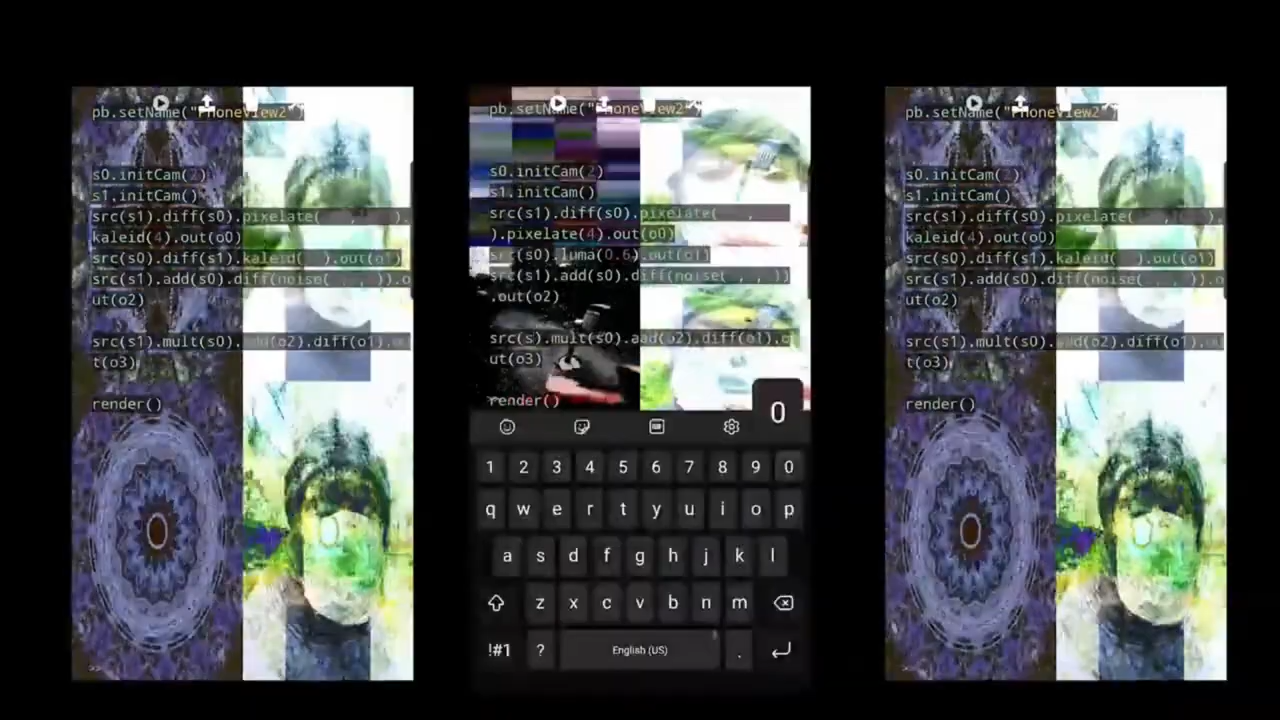 pb.setName("PhoneView2")
s0.initCam(2)
s1.initCam()
src(s1).diff(s0).pixelate( , ).
kaleid(4).out(o0)
src(s0).diff(s1).kaleid( ).out(o1)
src(s1).add(s0).diff(noise( , , )).o
ut(o2)
src(s1).mult(s0).add(o2).diff(o1).ou
t(o3)
render()
>>
pb.setName("PhoneView2")
s0.initCam(2)
s1.initCam()
src(s1).diff(s0).pixelate( ,
).pixelate(4).out(o0)
src(s0).luma(0.6).out(o1)
src(s1).add(s0).diff(noise( , , ))
.out(o2)
src(s).mult(s0).add(o2).diff(o1).o
ut(o3)
render()
0
1 2 3 4 5 6 7 8 9 0
q w e r t y u i o p
a s d f g h j k l
z x c v b n m
!#1 ? English (US) .
pb.setName("PhoneView2")
s0.initCam(2)
s1.initCam()
src(s1).diff(s0).pixelate( , ).
kaleid(4).out(o0)
src(s0).diff(s1).kaleid( ).out(o1)
src(s1).add(s0).diff(noise( , , )).o
ut(o2)
src(s1).mult(s0).add(o2).diff(o1).ou
t(o3)
render()
>>